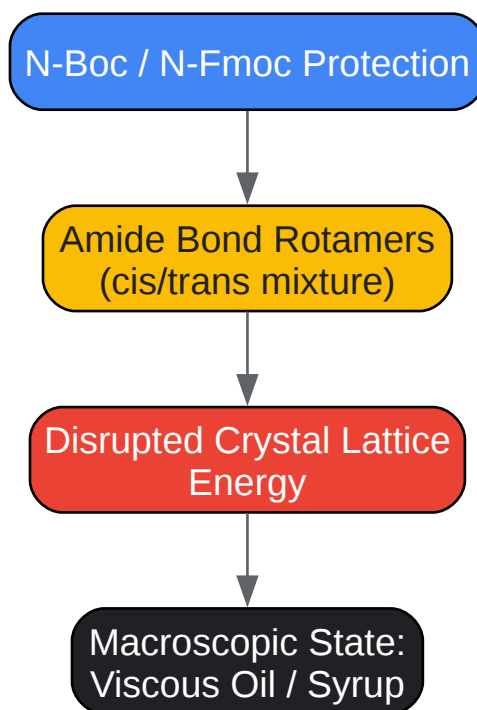 N-Boc / N-Fmoc Protection
Amide Bond Rotamers
(cis/trans mixture)
Disrupted Crystal Lattice
Energy
Macroscopic State:
Viscous Oil / Syrup